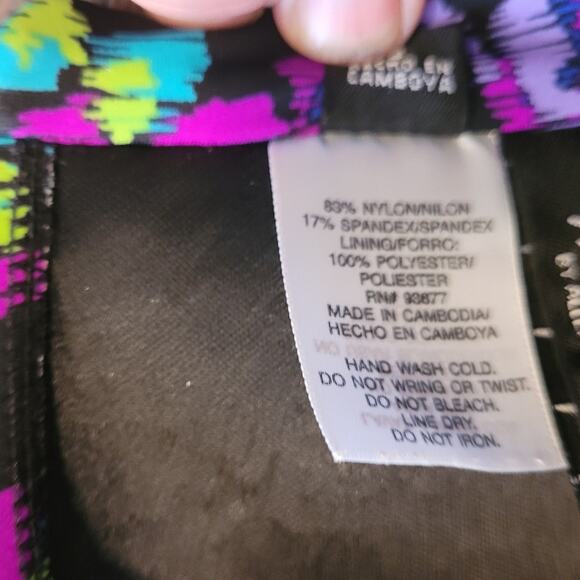 HECHO EN
CAMBOYA
83% NYLON/NILON
17% SPANDEX/SPANDEX
LINING/FORRO:
100% POLYESTER/
POLIESTER
RN# 93677
MADE IN CAMBODIA/
HECHO EN CAMBOYA
HAND WASH COLD.
DO NOT WRING OR TWIST.
DO NOT BLEACH.
LINE DRY.
DO NOT IRON.